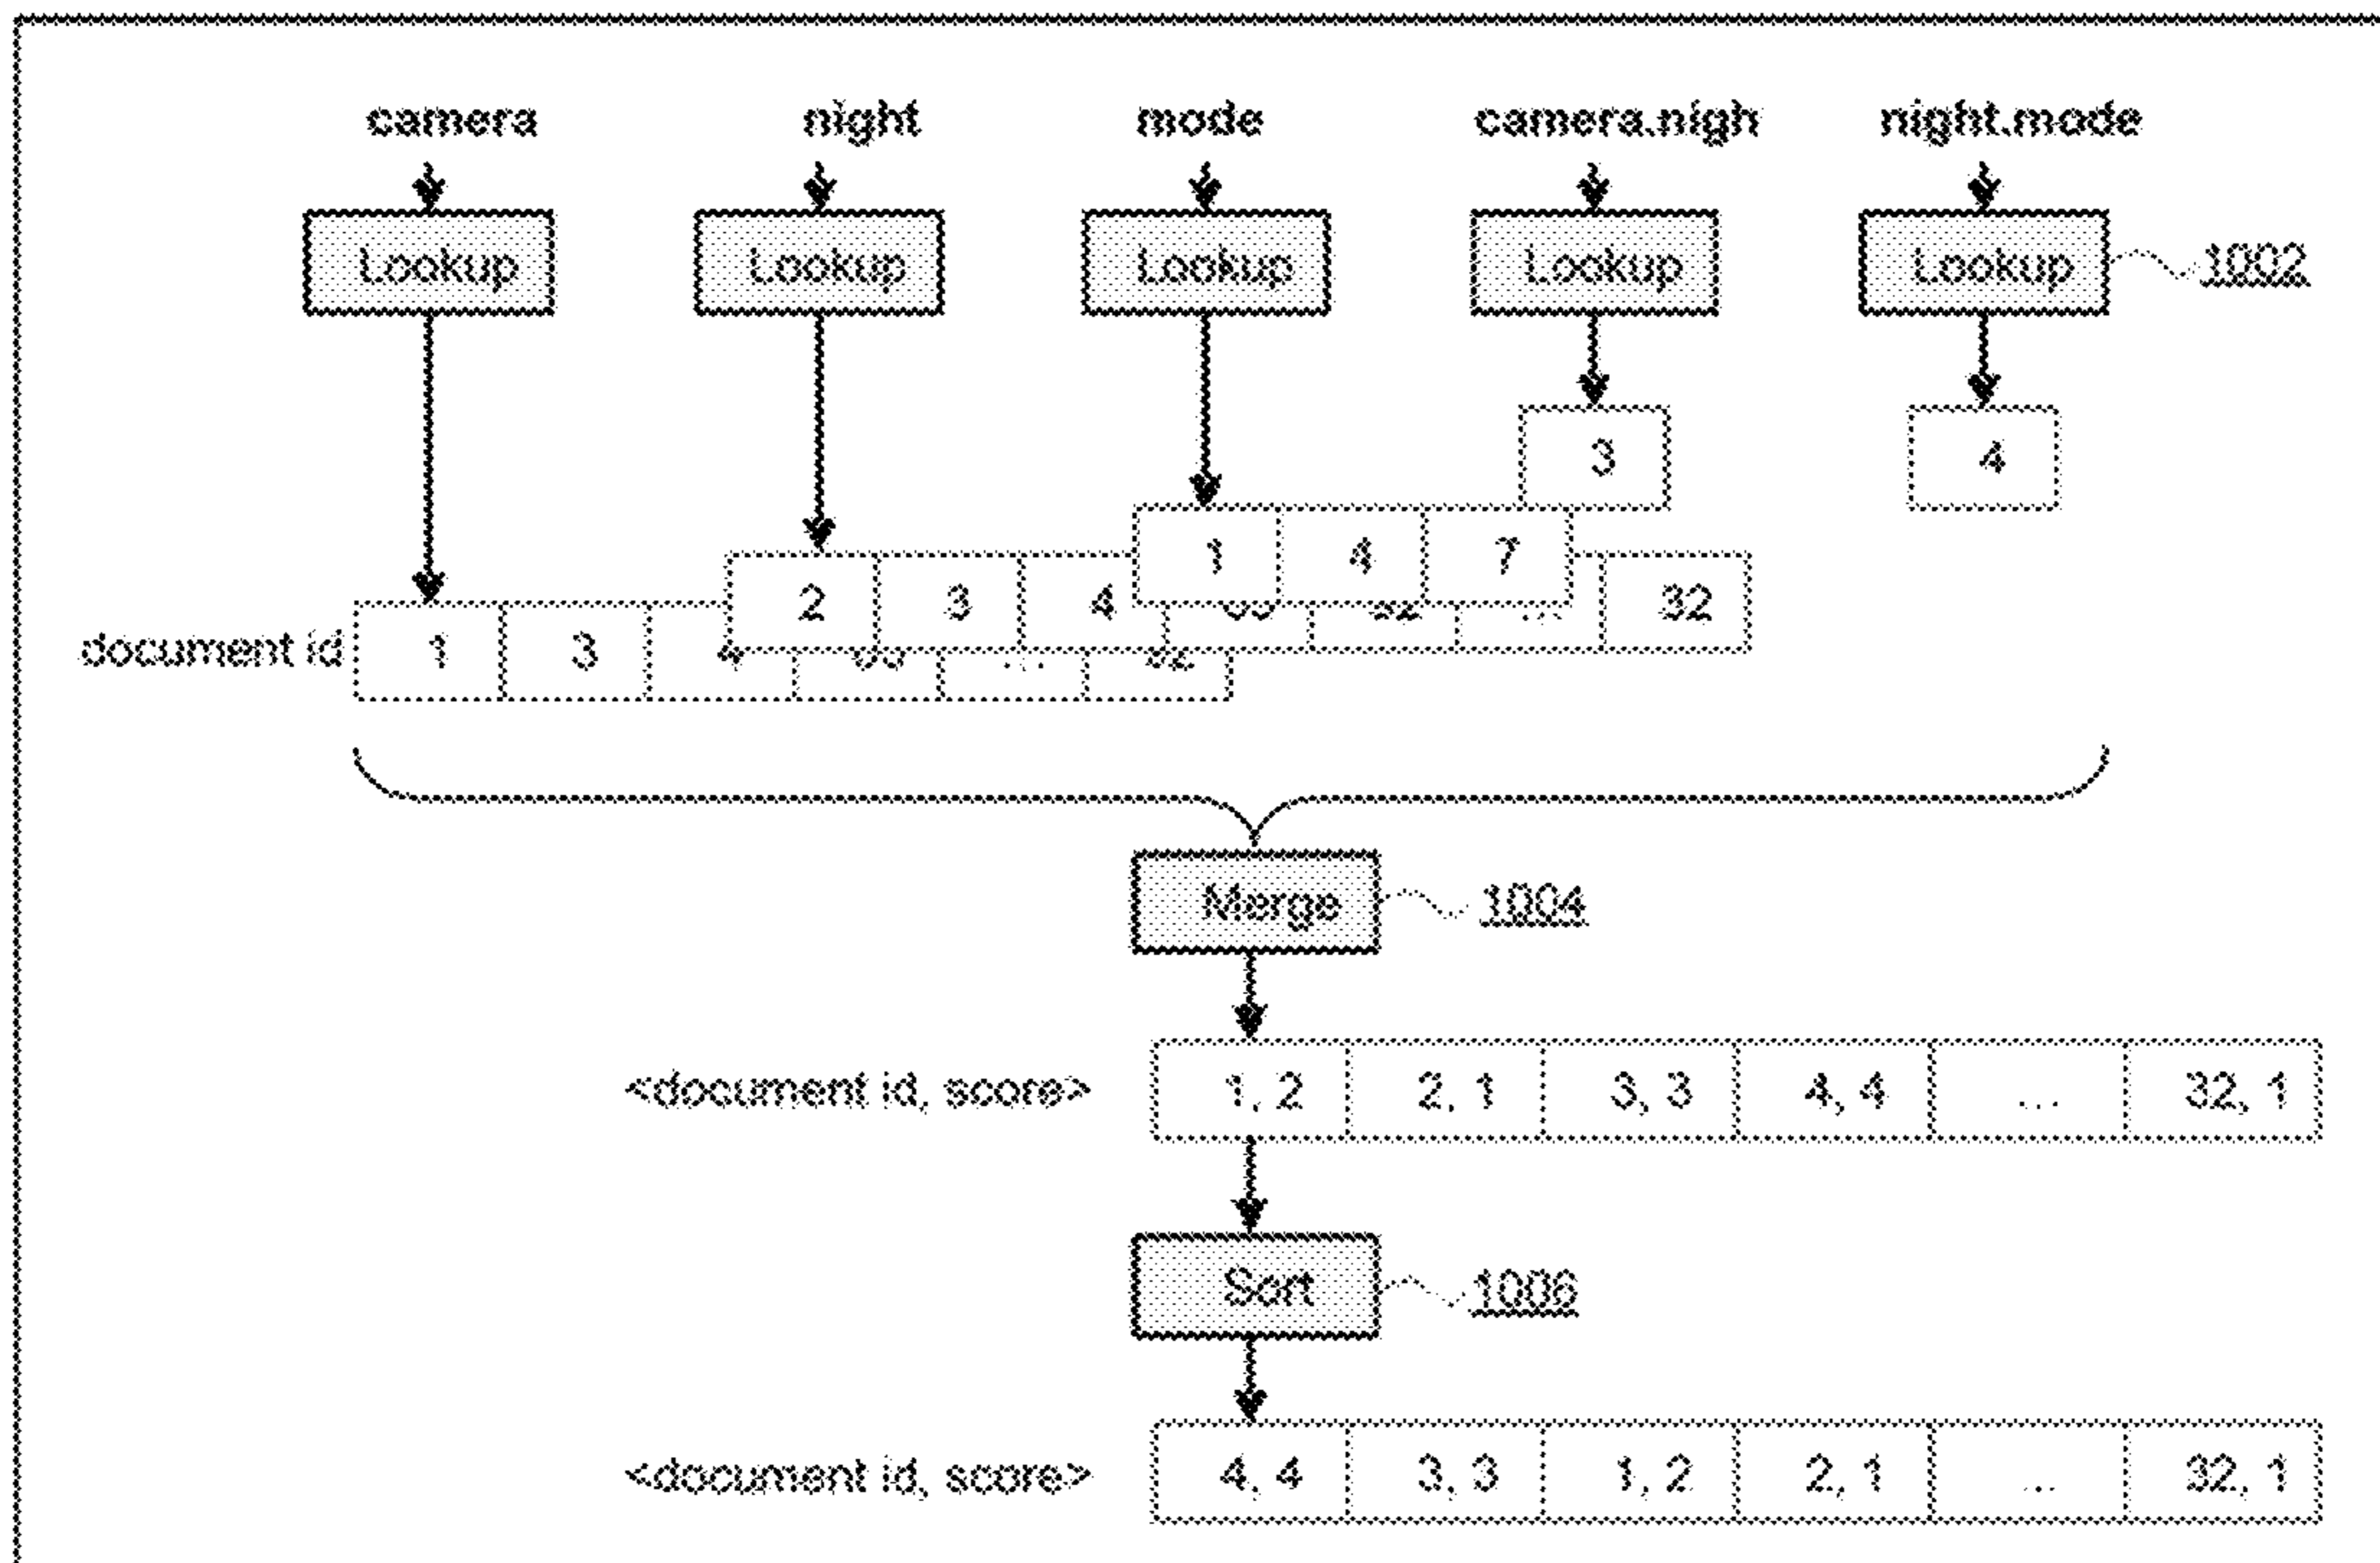 camera night mode camera.nigh night.mode
Lookup Lookup Lookup Lookup Lookup 1002
3 4
1 4 7
2 3 4 32
document id 1 3 4
Merge 1004
<document id, score> 1, 2 2, 1 3, 3 4, 4 ... 32, 1
Sort 1006
<document id, score> 4, 4 3, 3 1, 2 2, 1 ... 32, 1